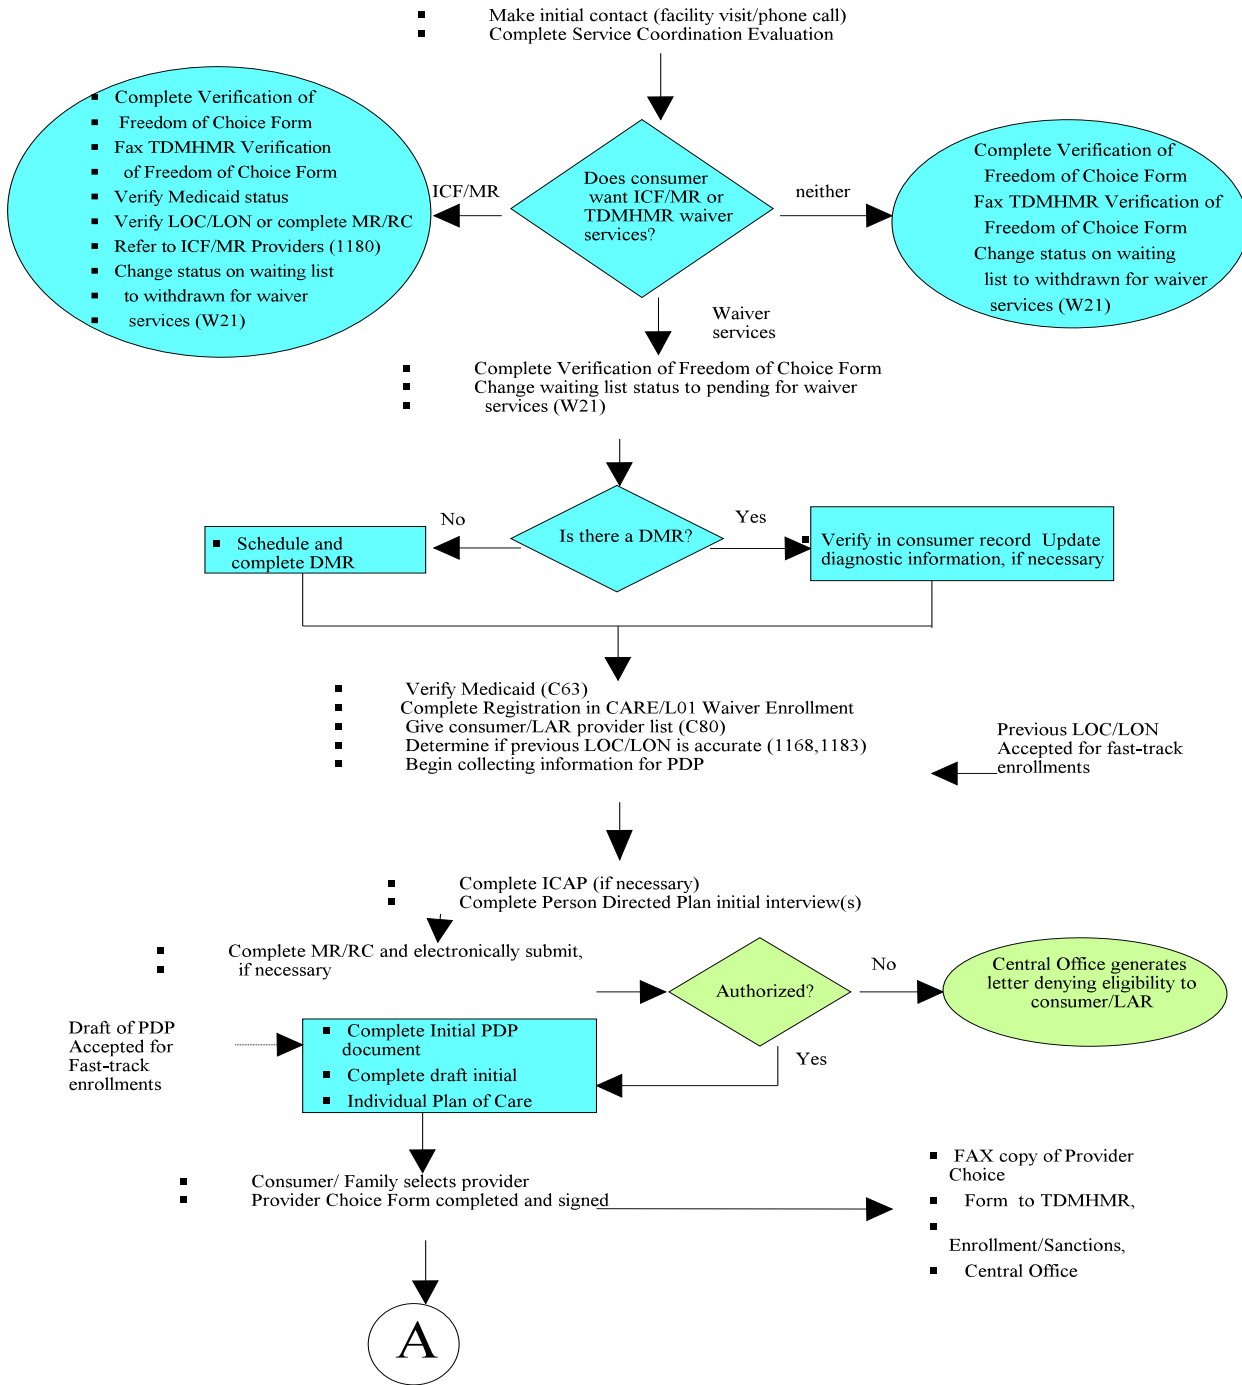 Make initial contact (facility visit/phone call)
Complete Service Coordination Evaluation
Complete Verification of
Freedom of Choice Form
Fax TDMHMR Verification
of Freedom of Choice Form
Verify Medicaid status
Verify LOC/LON or complete MR/RC
Refer to ICF/MR Providers (1180)
Change status on waiting list
to withdrawn for waiver
services (W21)
ICF/MR
Does consumer
want ICF/MR or
TDMHMR waiver
services?
neither
Complete Verification of
Freedom of Choice Form
Fax TDMHMR Verification of
Freedom of Choice Form
Change status on waiting
list to withdrawn for waiver
services (W21)
Waiver
services
Complete Verification of Freedom of Choice Form
Change waiting list status to pending for waiver
services (W21)
No
Is there a DMR?
Yes
Schedule and
complete DMR
Verify in consumer record Update
diagnostic information, if necessary
Verify Medicaid (C63)
Complete Registration in CARE/L01 Waiver Enrollment
Give consumer/LAR provider list (C80)
Determine if previous LOC/LON is accurate (1168,1183)
Begin collecting information for PDP
Previous LOC/LON
Accepted for fast-track
enrollments
Complete ICAP (if necessary)
Complete Person Directed Plan initial interview(s)
Complete MR/RC and electronically submit,
if necessary
Authorized?
No
Central Office generates
letter denying eligibility to
consumer/LAR
Yes
Draft of PDP
Accepted for
Fast-track
enrollments
Complete Initial PDP
document
Complete draft initial
Individual Plan of Care
Consumer/ Family selects provider
Provider Choice Form completed and signed
FAX copy of Provider
Choice
Form to TDMHMR,
Enrollment/Sanctions,
Central Office
A